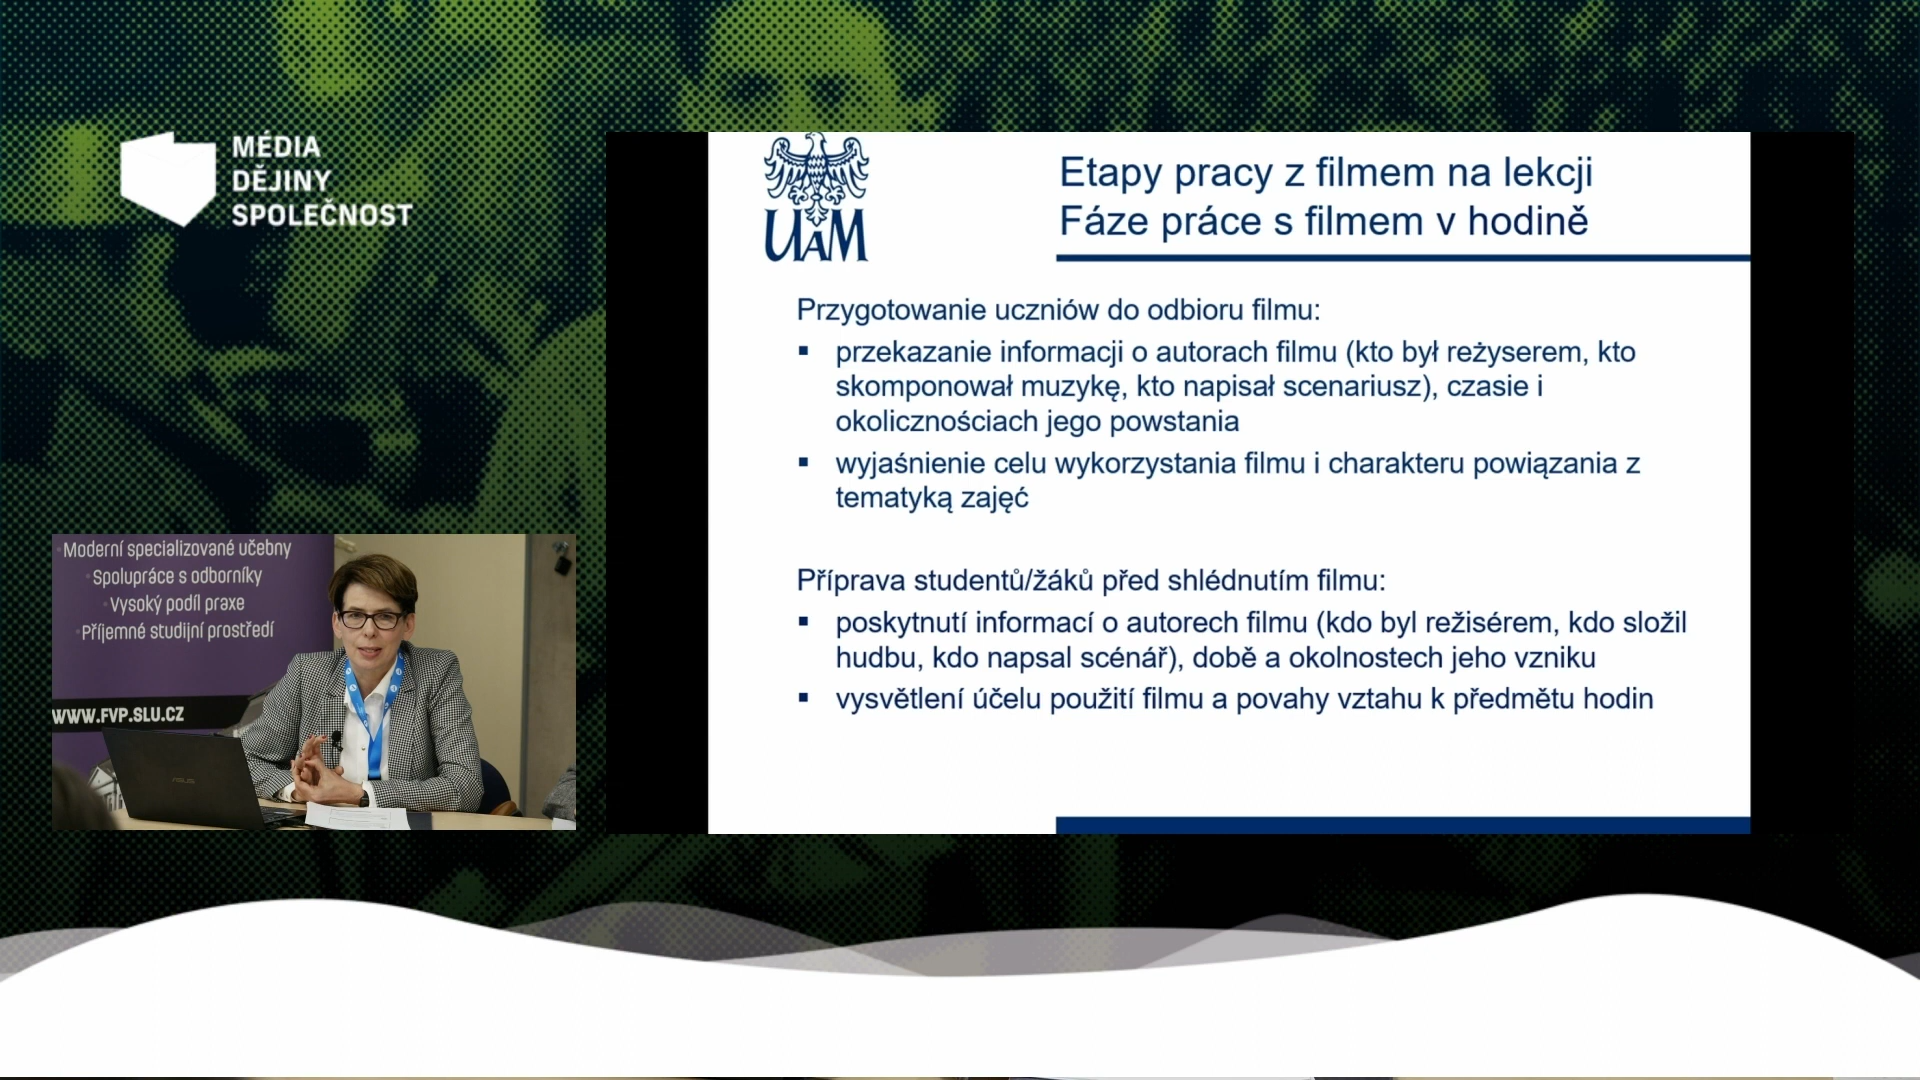 MÉDIA
DĚJINY
SPOLEČNOST
UAM
Etapy pracy z filmem na lekcji
Fáze práce s filmem v hodině
Przygotowanie uczniów do odbioru filmu:
▪ przekazanie informacji o autorach filmu (kto był reżyserem, kto
skomponował muzykę, kto napisał scenariusz), czasie i
okolicznościach jego powstania
▪ wyjaśnienie celu wykorzystania filmu i charakteru powiązania z
tematyką zajęć
Příprava studentů/žáků před shlédnutím filmu:
▪ poskytnutí informací o autorech filmu (kdo byl režisérem, kdo složil
hudbu, kdo napsal scénář), době a okolnostech jeho vzniku
▪ vysvětlení účelu použití filmu a povahy vztahu k předmětu hodin
Moderní specializované učebny
Spolupráce s odborníky
Vysoký podíl praxe
Příjemné studijní prostředí
WWW.FVP.SLU.CZ
ASUS